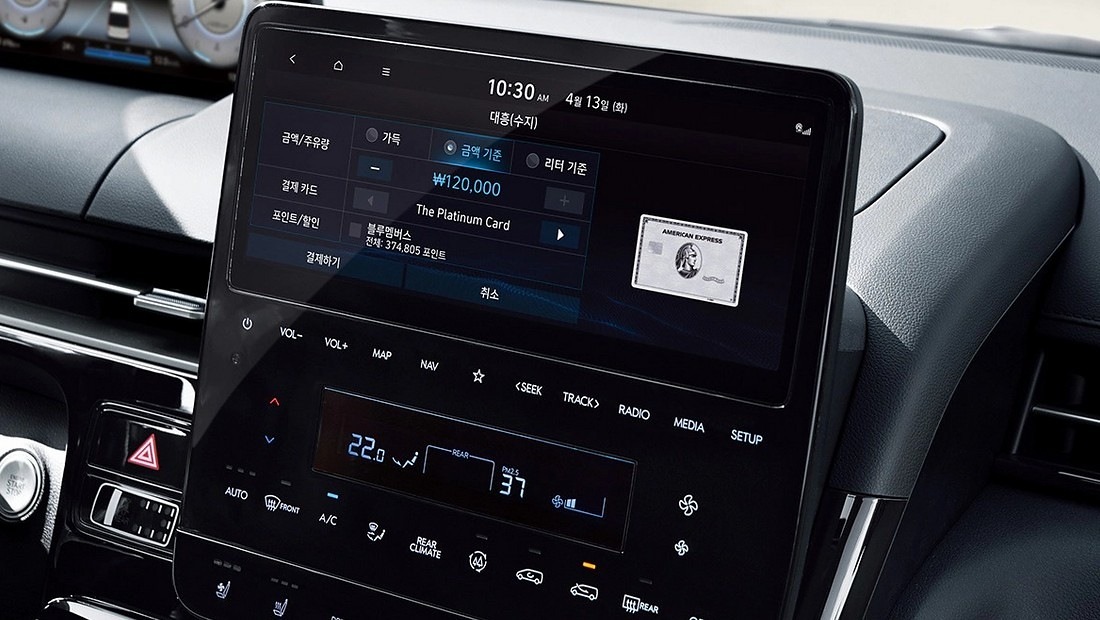 10:30 AM 4월 13일 (화)
대흥(수지)
금액/주유량 가득 금액 기준 리터 기준
₩120,000
결제 카드 The Platinum Card
포인트/할인 블루멤버스
전체: 374,805 포인트
결제하기 취소
AMERICAN EXPRESS
VOL− VOL+ MAP NAV <SEEK TRACK> RADIO MEDIA SETUP
22.0 REAR PM2.5 37
AUTO FRONT A/C REAR CLIMATE REAR
START
STOP